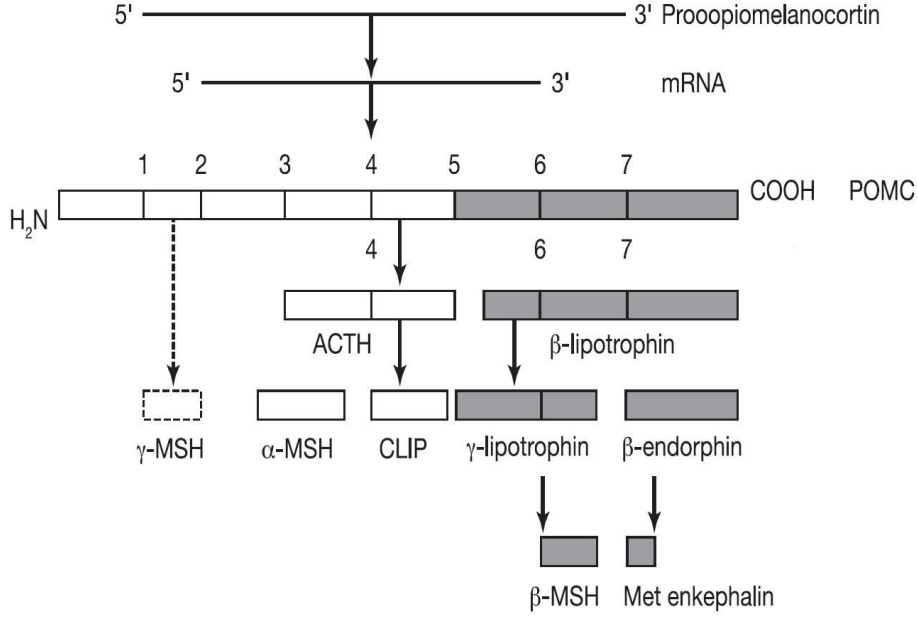 5' 3' Prooopiomelanocortin
5' 3' mRNA
1 2 3 4 5 6 7
H₂N COOH POMC
4 6 7
ACTH β-lipotrophin
γ-MSH α-MSH CLIP γ-lipotrophin β-endorphin
β-MSH Met enkephalin